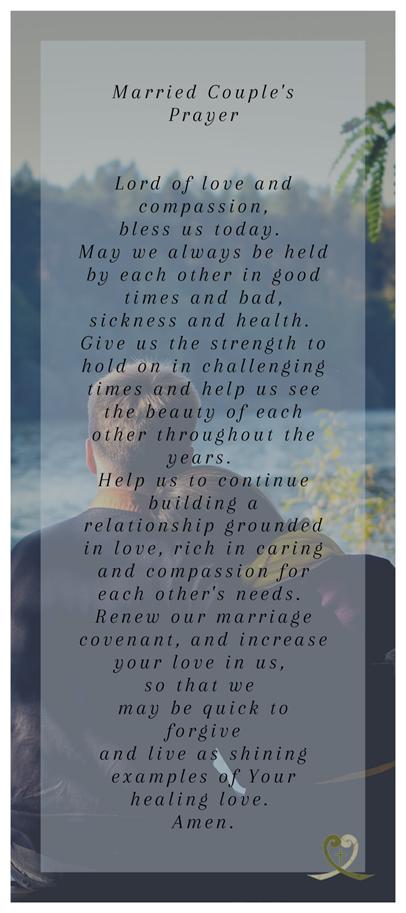 Married Couple's
Prayer
Lord of love and
compassion,
bless us today.
May we always be held
by each other in good
times and bad,
sickness and health.
Give us the strength to
hold on in challenging
times and help us see
the beauty of each
other throughout the
years.
Help us to continue
building a
relationship grounded
in love, rich in caring
and compassion for
each other's needs.
Renew our marriage
covenant, and increase
your love in us,
so that we
may be quick to
forgive
and live as shining
examples of Your
healing love.
Amen.